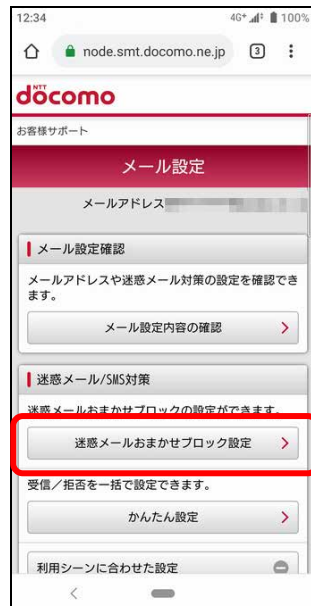 12:34
4G+
100%
node.smt.docomo.ne.jp
3
NTT
döcomo
お客様サポート
メール設定
メールアドレス
メール設定確認
メールアドレスや迷惑メール対策の設定を確認でき
ます。
メール設定内容の確認
迷惑メール/SMS対策
迷惑メールおまかせブロックの設定ができます。
迷惑メールおまかせブロック設定
受信／拒否を一括で設定できます。
かんたん設定
利用シーンに合わせた設定